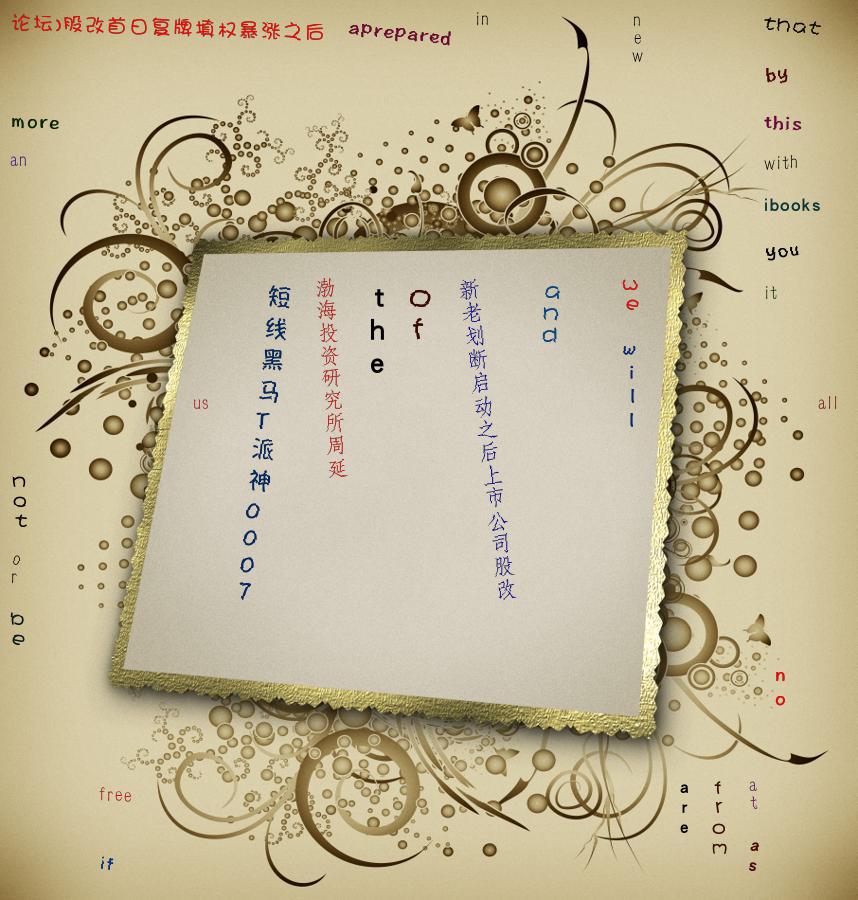 论坛)股改首日复牌填权暴涨之后
aprepared
in
new
that
by
more
this
an
with
ibooks
you
it
we will
and
新老划断启动之后上市公司股改
of
the
渤海投资研究所周延
短线黑马T派神0007
us
all
not or be
no
free
are
from
at
as
if